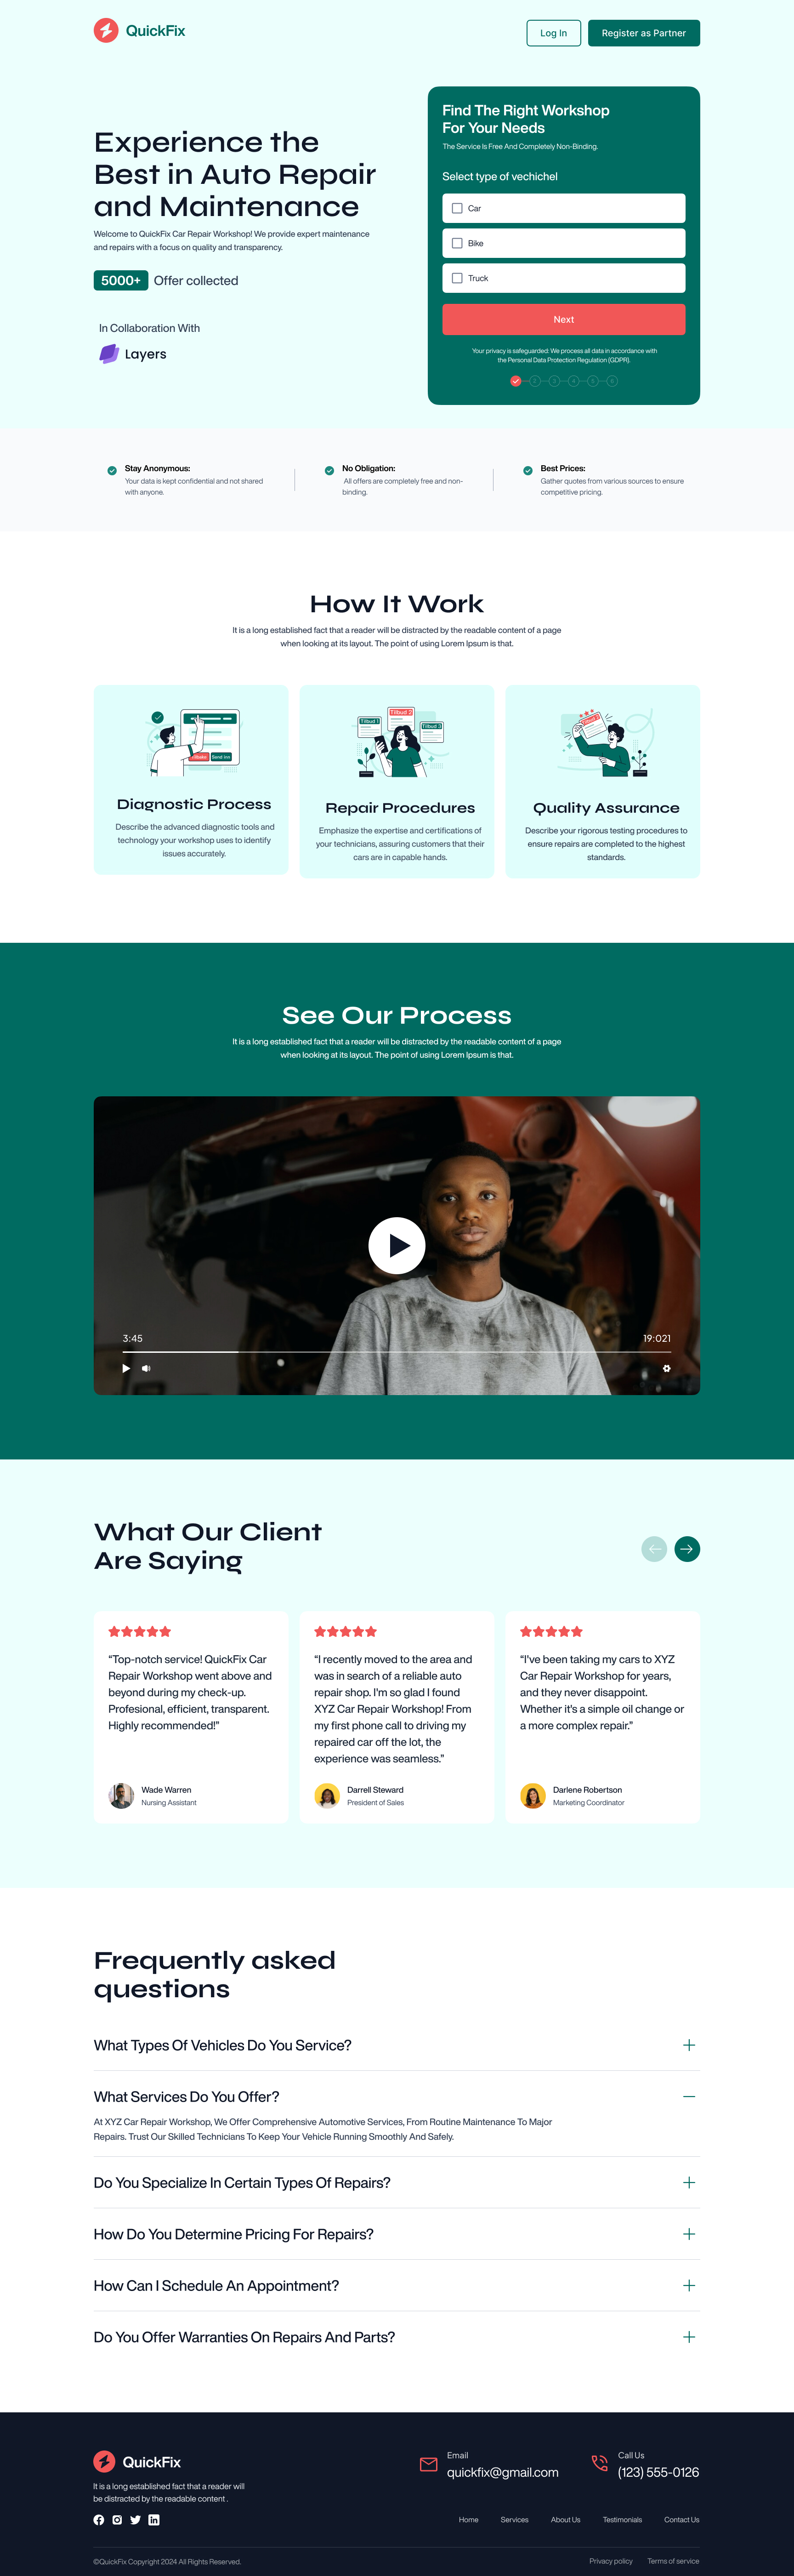 QuickFix
Log In
Register as Partner
Experience the
Best in Auto Repair
and Maintenance
Welcome to QuickFix Car Repair Workshop! We provide expert maintenance
and repairs with a focus on quality and transparency.
5000+ Offer collected
In Collaboration With
Layers
Find The Right Workshop
For Your Needs
The Service Is Free And Completely Non-Binding.
Select type of vechichel
Car
Bike
Truck
Next
Your privacy is safeguarded: We process all data in accordance with
the Personal Data Protection Regulation (GDPR).
2 3 4 5 6
Stay Anonymous:
Your data is kept confidential and not shared
with anyone.
No Obligation:
All offers are completely free and non-
binding.
Best Prices:
Gather quotes from various sources to ensure
competitive pricing.
How It Work
It is a long established fact that a reader will be distracted by the readable content of a page
when looking at its layout. The point of using Lorem Ipsum is that.
Send inn
Diagnostic Process
Describe the advanced diagnostic tools and
technology your workshop uses to identify
issues accurately.
Tilbud 1
Tilbud 2
Tilbud 3
Repair Procedures
Emphasize the expertise and certifications of
your technicians, assuring customers that their
cars are in capable hands.
Quality Assurance
Describe your rigorous testing procedures to
ensure repairs are completed to the highest
standards.
See Our Process
It is a long established fact that a reader will be distracted by the readable content of a page
when looking at its layout. The point of using Lorem Ipsum is that.
3:45
19:021
What Our Client
Are Saying
“Top-notch service! QuickFix Car
Repair Workshop went above and
beyond during my check-up.
Profesional, efficient, transparent.
Highly recommended!”
Wade Warren
Nursing Assistant
“I recently moved to the area and
was in search of a reliable auto
repair shop. I'm so glad I found
XYZ Car Repair Workshop! From
my first phone call to driving my
repaired car off the lot, the
experience was seamless.”
Darrell Steward
President of Sales
“I've been taking my cars to XYZ
Car Repair Workshop for years,
and they never disappoint.
Whether it's a simple oil change or
a more complex repair.”
Darlene Robertson
Marketing Coordinator
Frequently asked
questions
What Types Of Vehicles Do You Service?
What Services Do You Offer?
At XYZ Car Repair Workshop, We Offer Comprehensive Automotive Services, From Routine Maintenance To Major
Repairs. Trust Our Skilled Technicians To Keep Your Vehicle Running Smoothly And Safely.
Do You Specialize In Certain Types Of Repairs?
How Do You Determine Pricing For Repairs?
How Can I Schedule An Appointment?
Do You Offer Warranties On Repairs And Parts?
QuickFix
It is a long established fact that a reader will
be distracted by the readable content .
Email
quickfix@gmail.com
Call Us
(123) 555-0126
Home
Services
About Us
Testimonials
Contact Us
©QuickFix Copyright 2024 All Rights Reserved.
Privacy policy
Terms of service